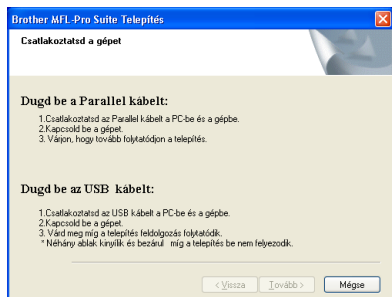 Brother MFL-Pro Suite Telepítés
Csatlakoztatsd a gépet
Dugd be a Parallel kábelt:
1.Csatlakoztatsd az Parallel kábelt a PC-be és a gépbe.
2.Kapcsold be a gépet.
3. Várjon, hogy tovább folytatódjon a telepítés.
Dugd be az USB kábelt:
1.Csatlakoztatsd az USB kábelt a PC-be és a gépbe.
2.Kapcsold be a gépet.
3. Várd meg míg a telepítés feldolgozás folytatódik.
* Néhány ablak kinyílik és bezárul míg a telepítés be nem fejyezodik.
< Vissza Tovább > Mégse